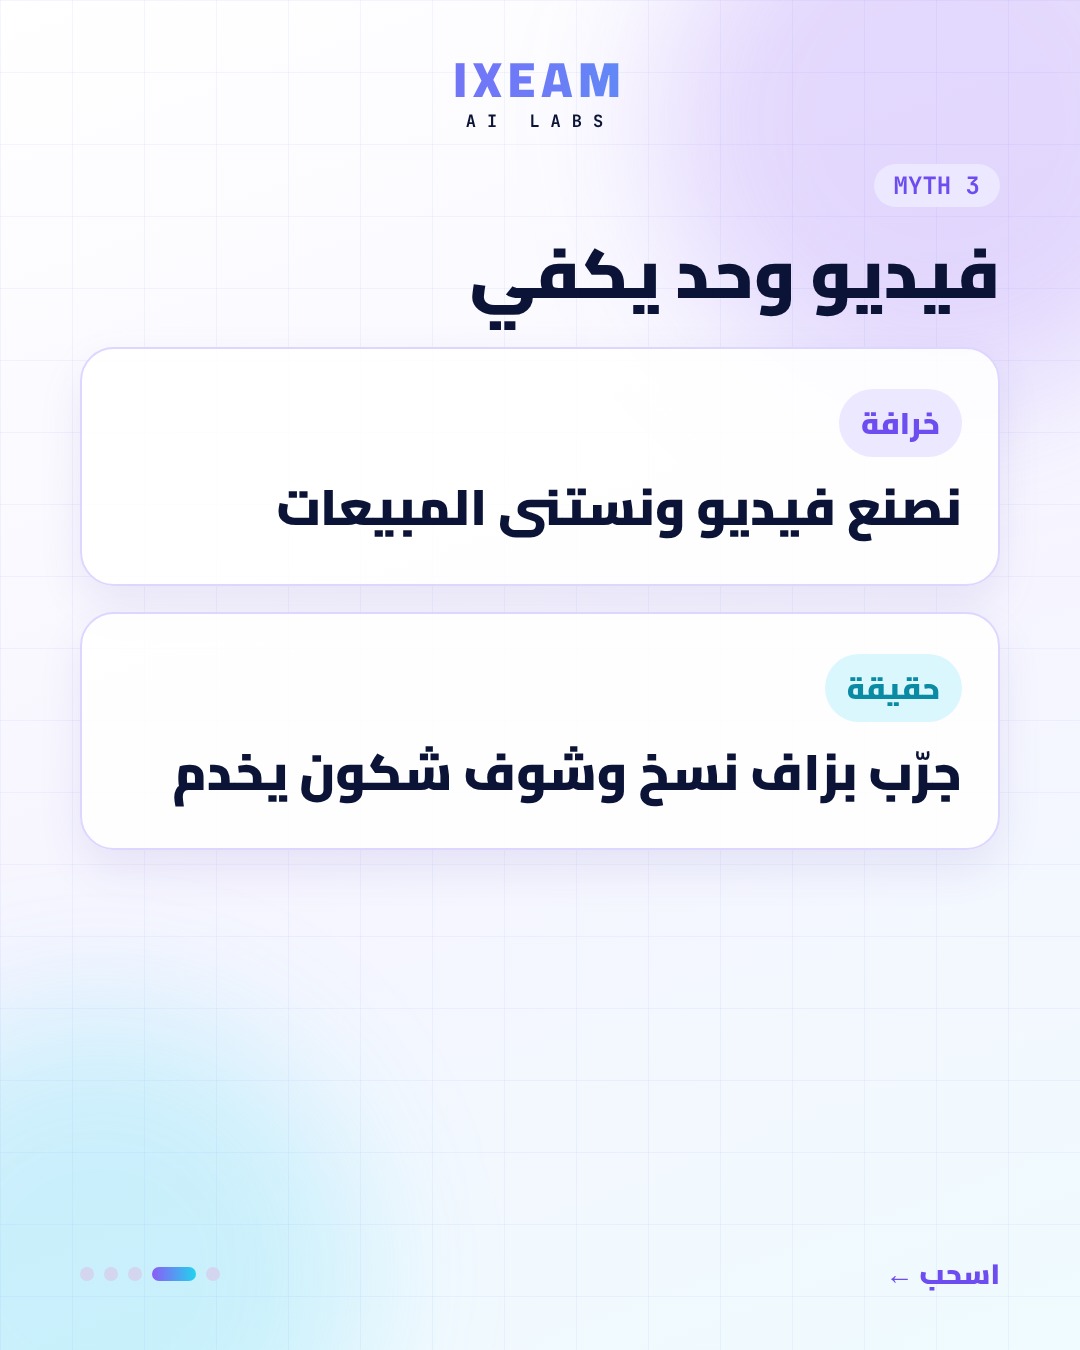 IXEAM
AI LABS
MYTH 3
فيديو وحد يكفي
خرافة
نصنع فيديو ونستنى المبيعات
حقيقة
جرّب بزاف نسخ وشوف شكون يخدم
اسحب ←